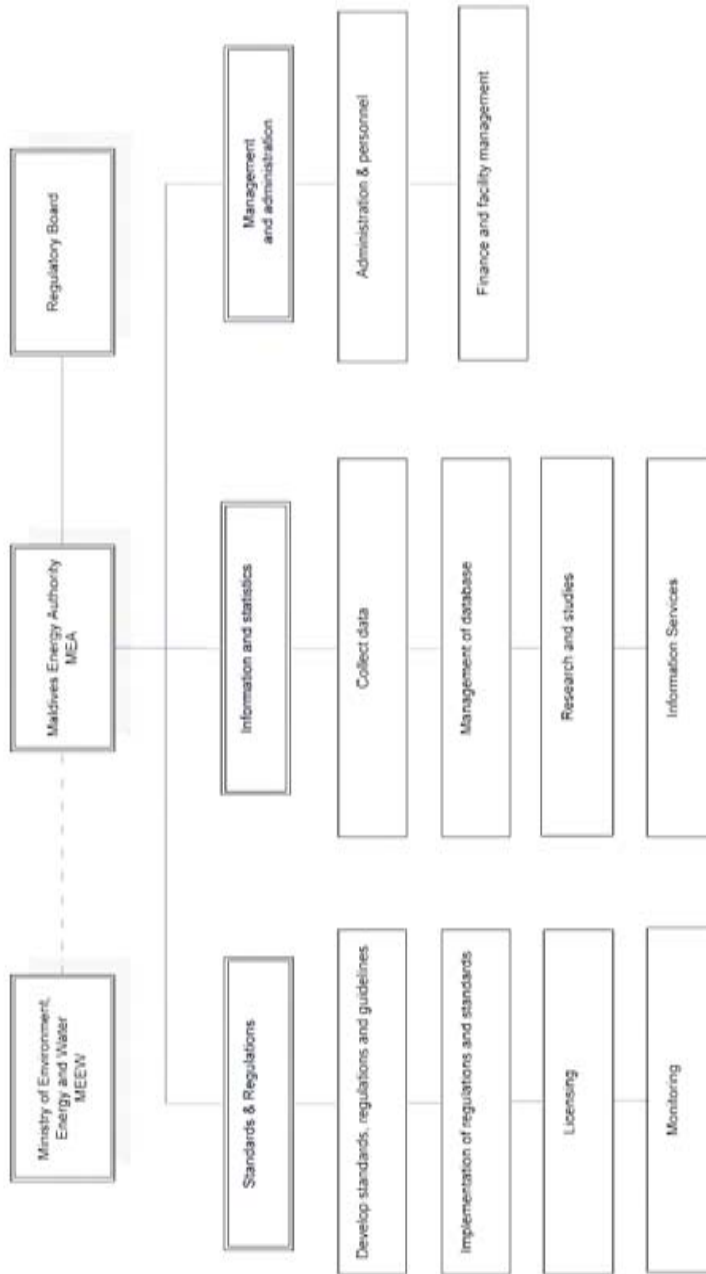 Ministry of Environment,
Energy and Water
MEEW
Maldives Energy Authority
MEA
Regulatory Board
Standards & Regulations
Develop standards, regulations and guidelines
Implementation of regulations and standards
Licensing
Monitoring
Information and statistics
Collect data
Management of database
Research and studies
Information Services
Management
and administration
Administration & personnel
Finance and facility management